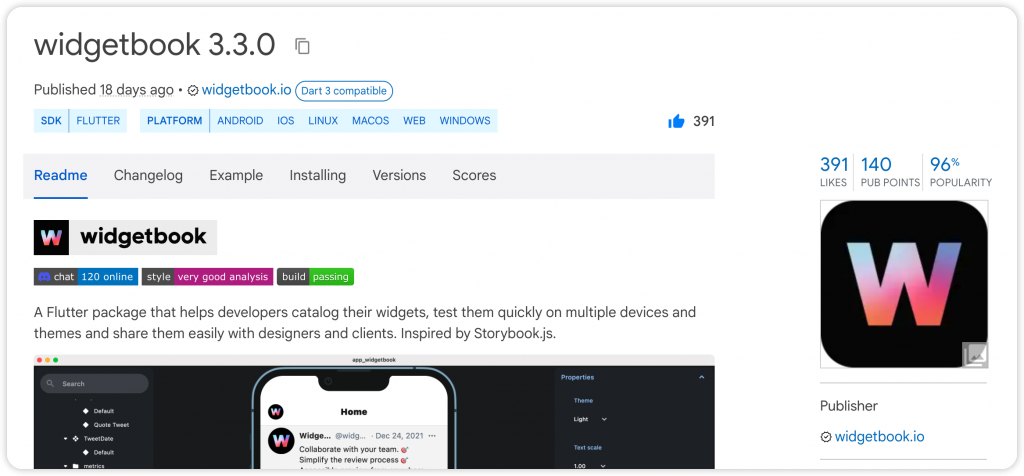 widgetbook 3.3.0
Published 18 days ago • widgetbook.io Dart 3 compatible
SDK FLUTTER PLATFORM ANDROID IOS LINUX MACOS WEB WINDOWS
391
Readme Changelog Example Installing Versions Scores
widgetbook
chat 120 online style very good analysis build passing
A Flutter package that helps developers catalog their widgets, test them quickly on multiple devices and
themes and share them easily with designers and clients. Inspired by Storybook.js.
app_widgetbook
Search
Default
Quote Tweet
TweetDate
Default
metrics
Home
Widge... @widg... · Dec 24, 2021 ···
Collaborate with your team.
Simplify the review process
Properties
Theme
Light
Text scale
1.00
391 140 96%
LIKES PUB POINTS POPULARITY
W
Publisher
widgetbook.io